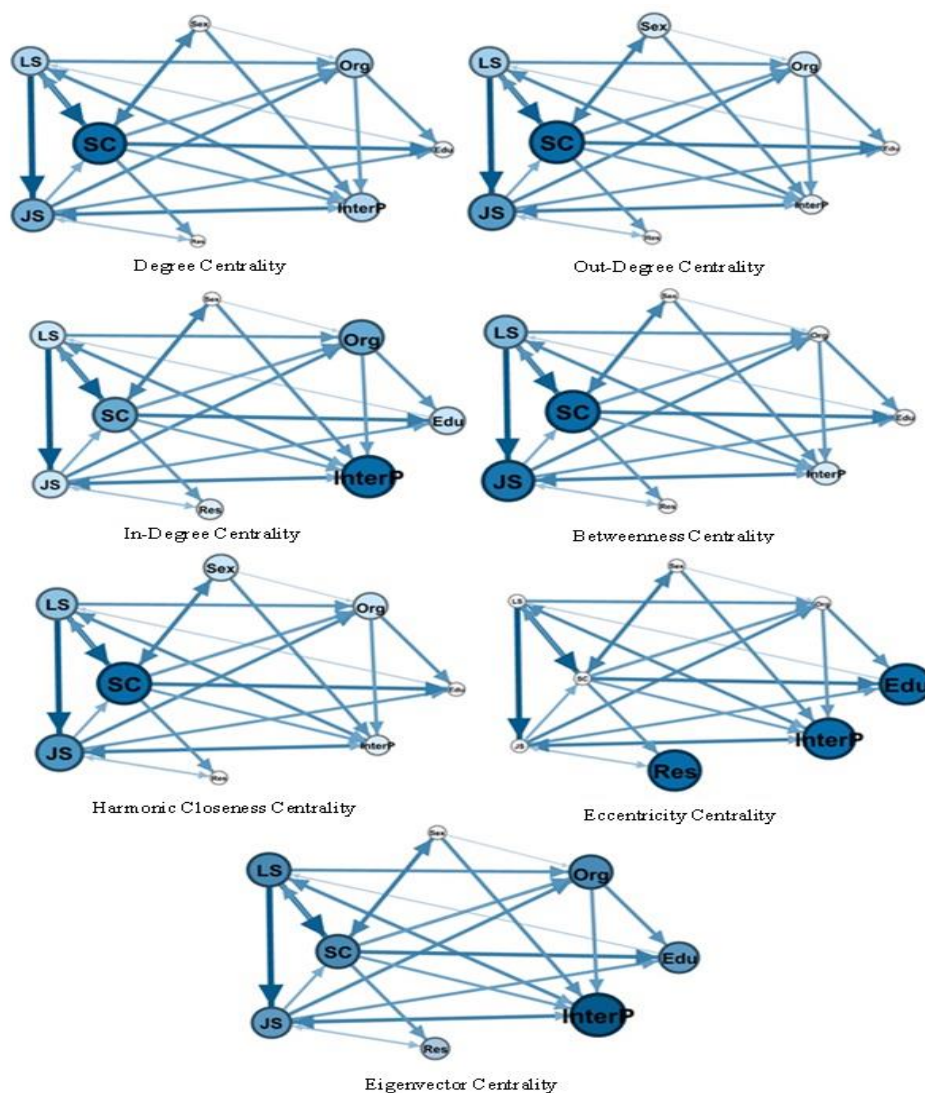 Sex
LS
Org
SC
Edu
JS
InterP
Res
Degree Centrality
Sex
LS
Org
SC
Edu
JS
InterP
Res
Out-Degree Centrality
Sex
LS
Org
SC
Edu
JS
InterP
Res
In-Degree Centrality
Sex
LS
Org
SC
Edu
JS
InterP
Res
Betweenness Centrality
Sex
LS
Org
SC
Edu
JS
InterP
Res
Harmonic Closeness Centrality
Sex
LS
Org
SC
Edu
JS
InterP
Res
Eccentricity Centrality
Sex
LS
Org
SC
Edu
JS
InterP
Res
Eigenvector Centrality